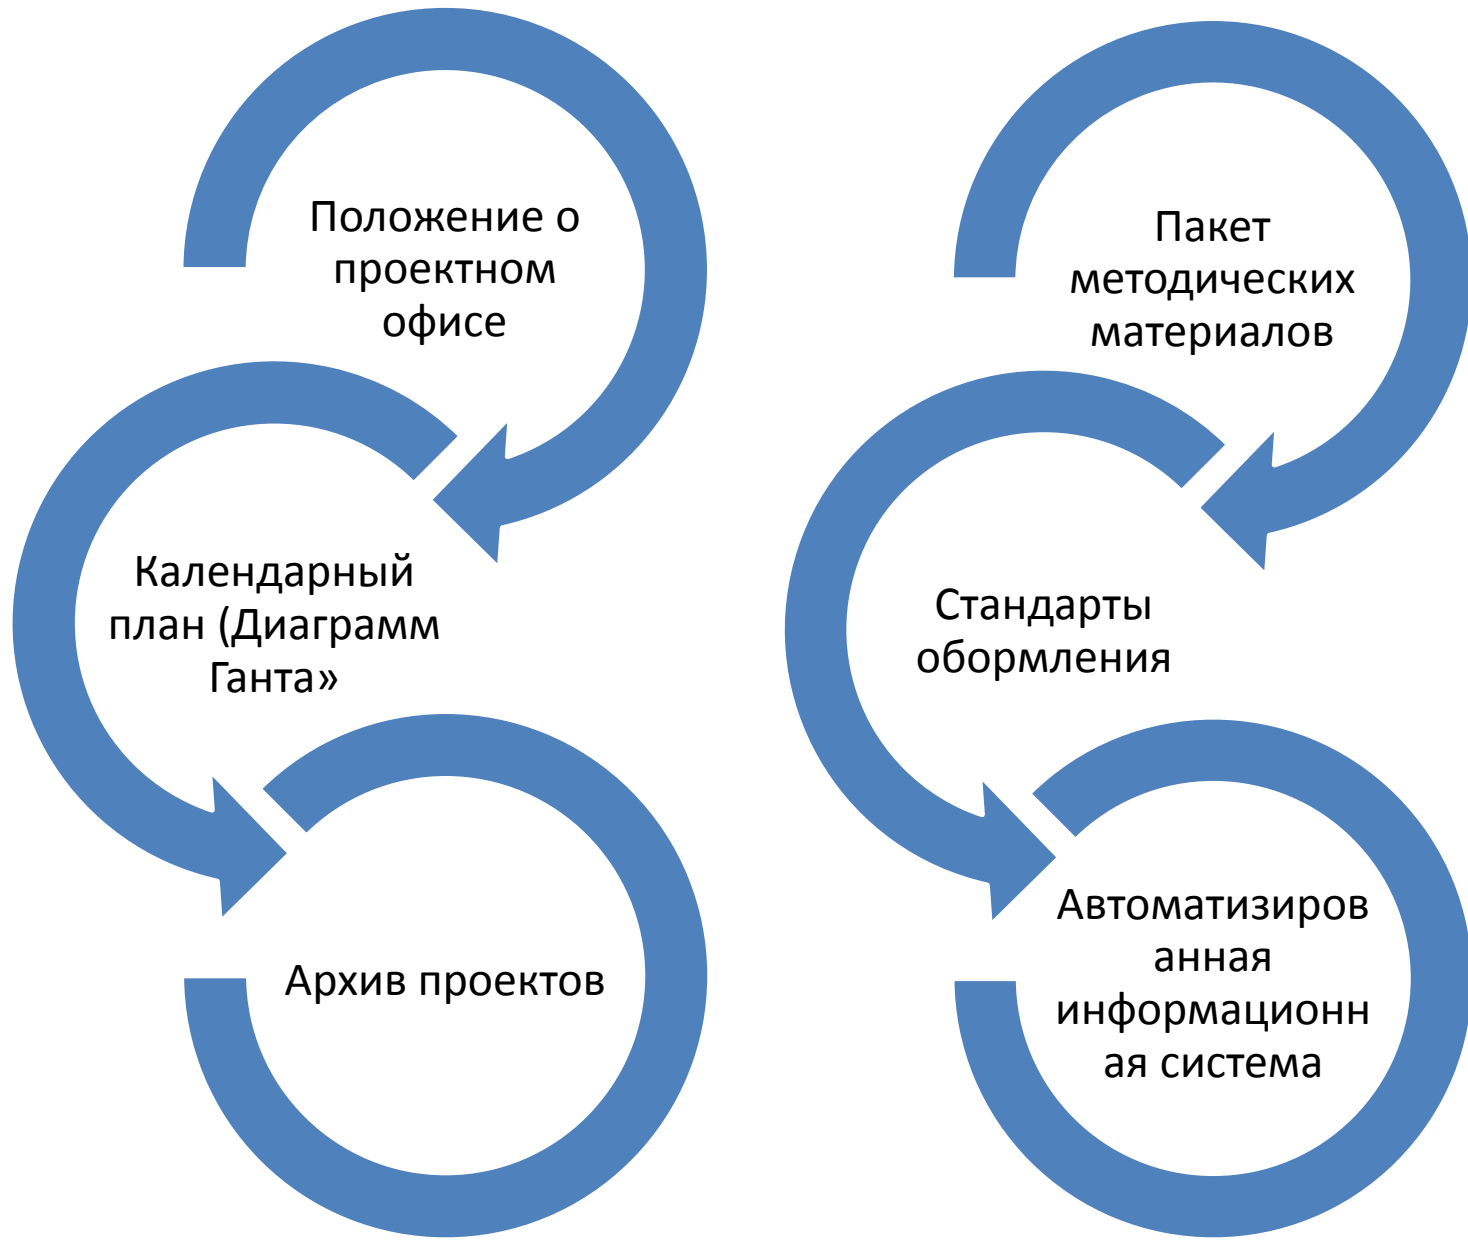 Положение о
проектном
офисе
Календарный
план (Диаграмм
Ганта»
Архив проектов
Пакет
методических
материалов
Стандарты
обормления
Автоматизиров
анная
информационн
ая система